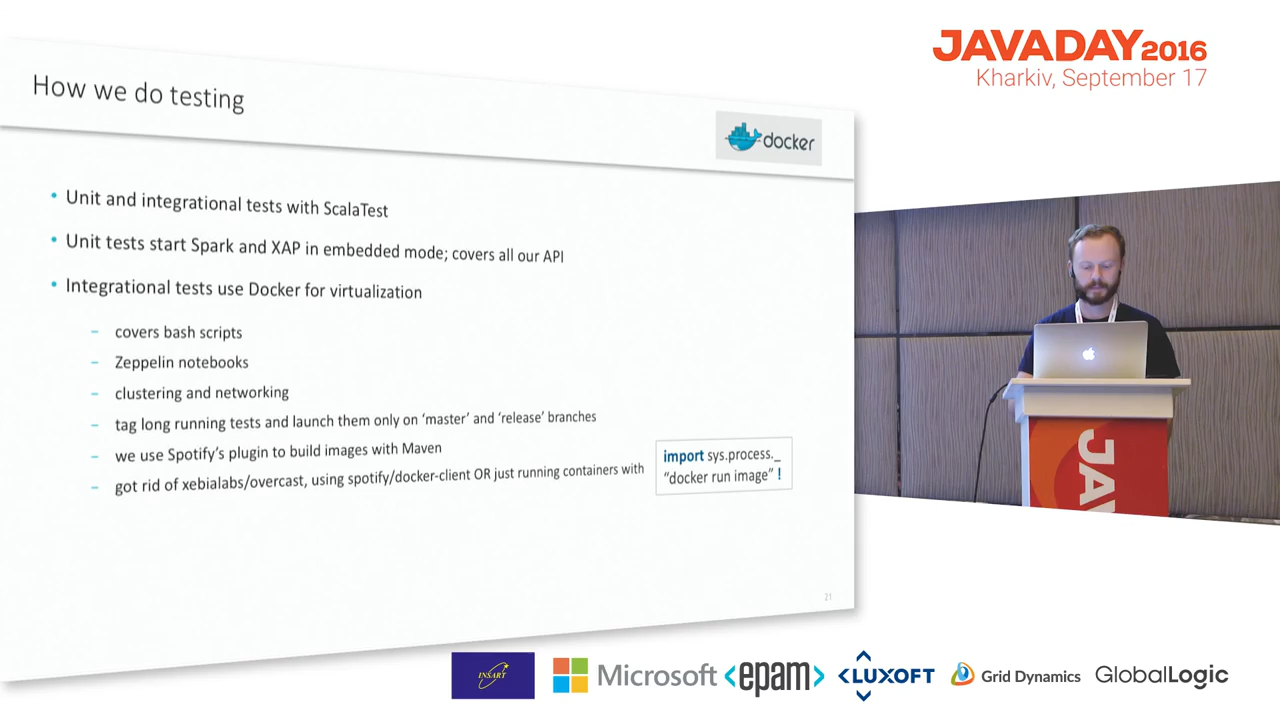 JAVADAY2016
Kharkiv, September 17
How we do testing
docker
• Unit and integrational tests with ScalaTest
• Unit tests start Spark and XAP in embedded mode; covers all our API
• Integrational tests use Docker for virtualization
– covers bash scripts
– Zeppelin notebooks
– clustering and networking
– tag long running tests and launch them only on ‘master’ and ‘release’ branches
– we use Spotify’s plugin to build images with Maven
– got rid of xebialabs/overcast, using spotify/docker-client OR just running containers with
import sys.process._
“docker run image” !
21
JAV
INSART
Microsoft
<epam>
<LUXOFT
Grid Dynamics
GlobalLogic